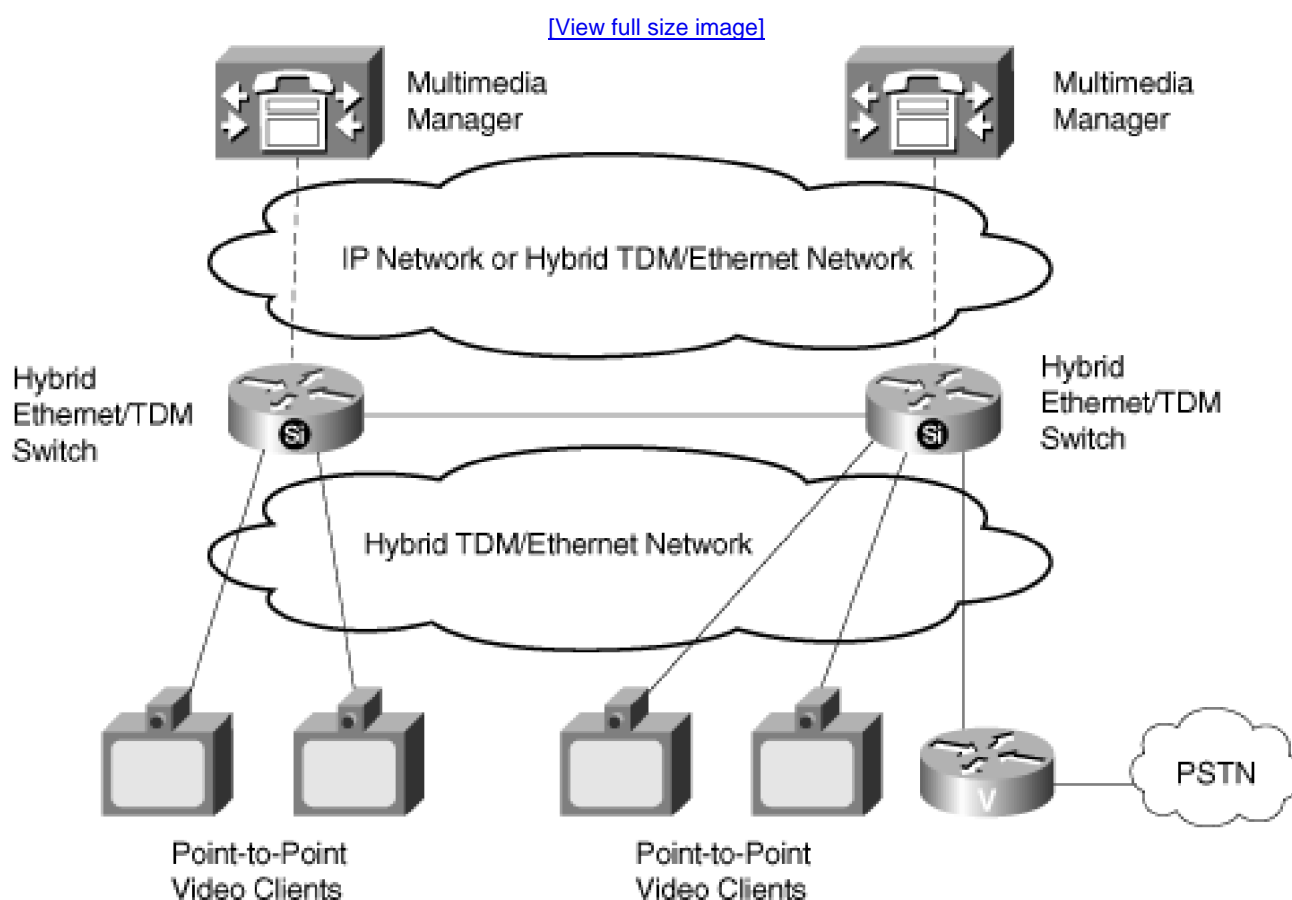 [View full size image]
Multimedia
Manager
Multimedia
Manager
IP Network or Hybrid TDM/Ethernet Network
Hybrid
Ethernet/TDM
Switch
Si
Si
Hybrid
Ethernet/TDM
Switch
Hybrid TDM/Ethernet Network
V
PSTN
Point-to-Point
Video Clients
Point-to-Point
Video Clients